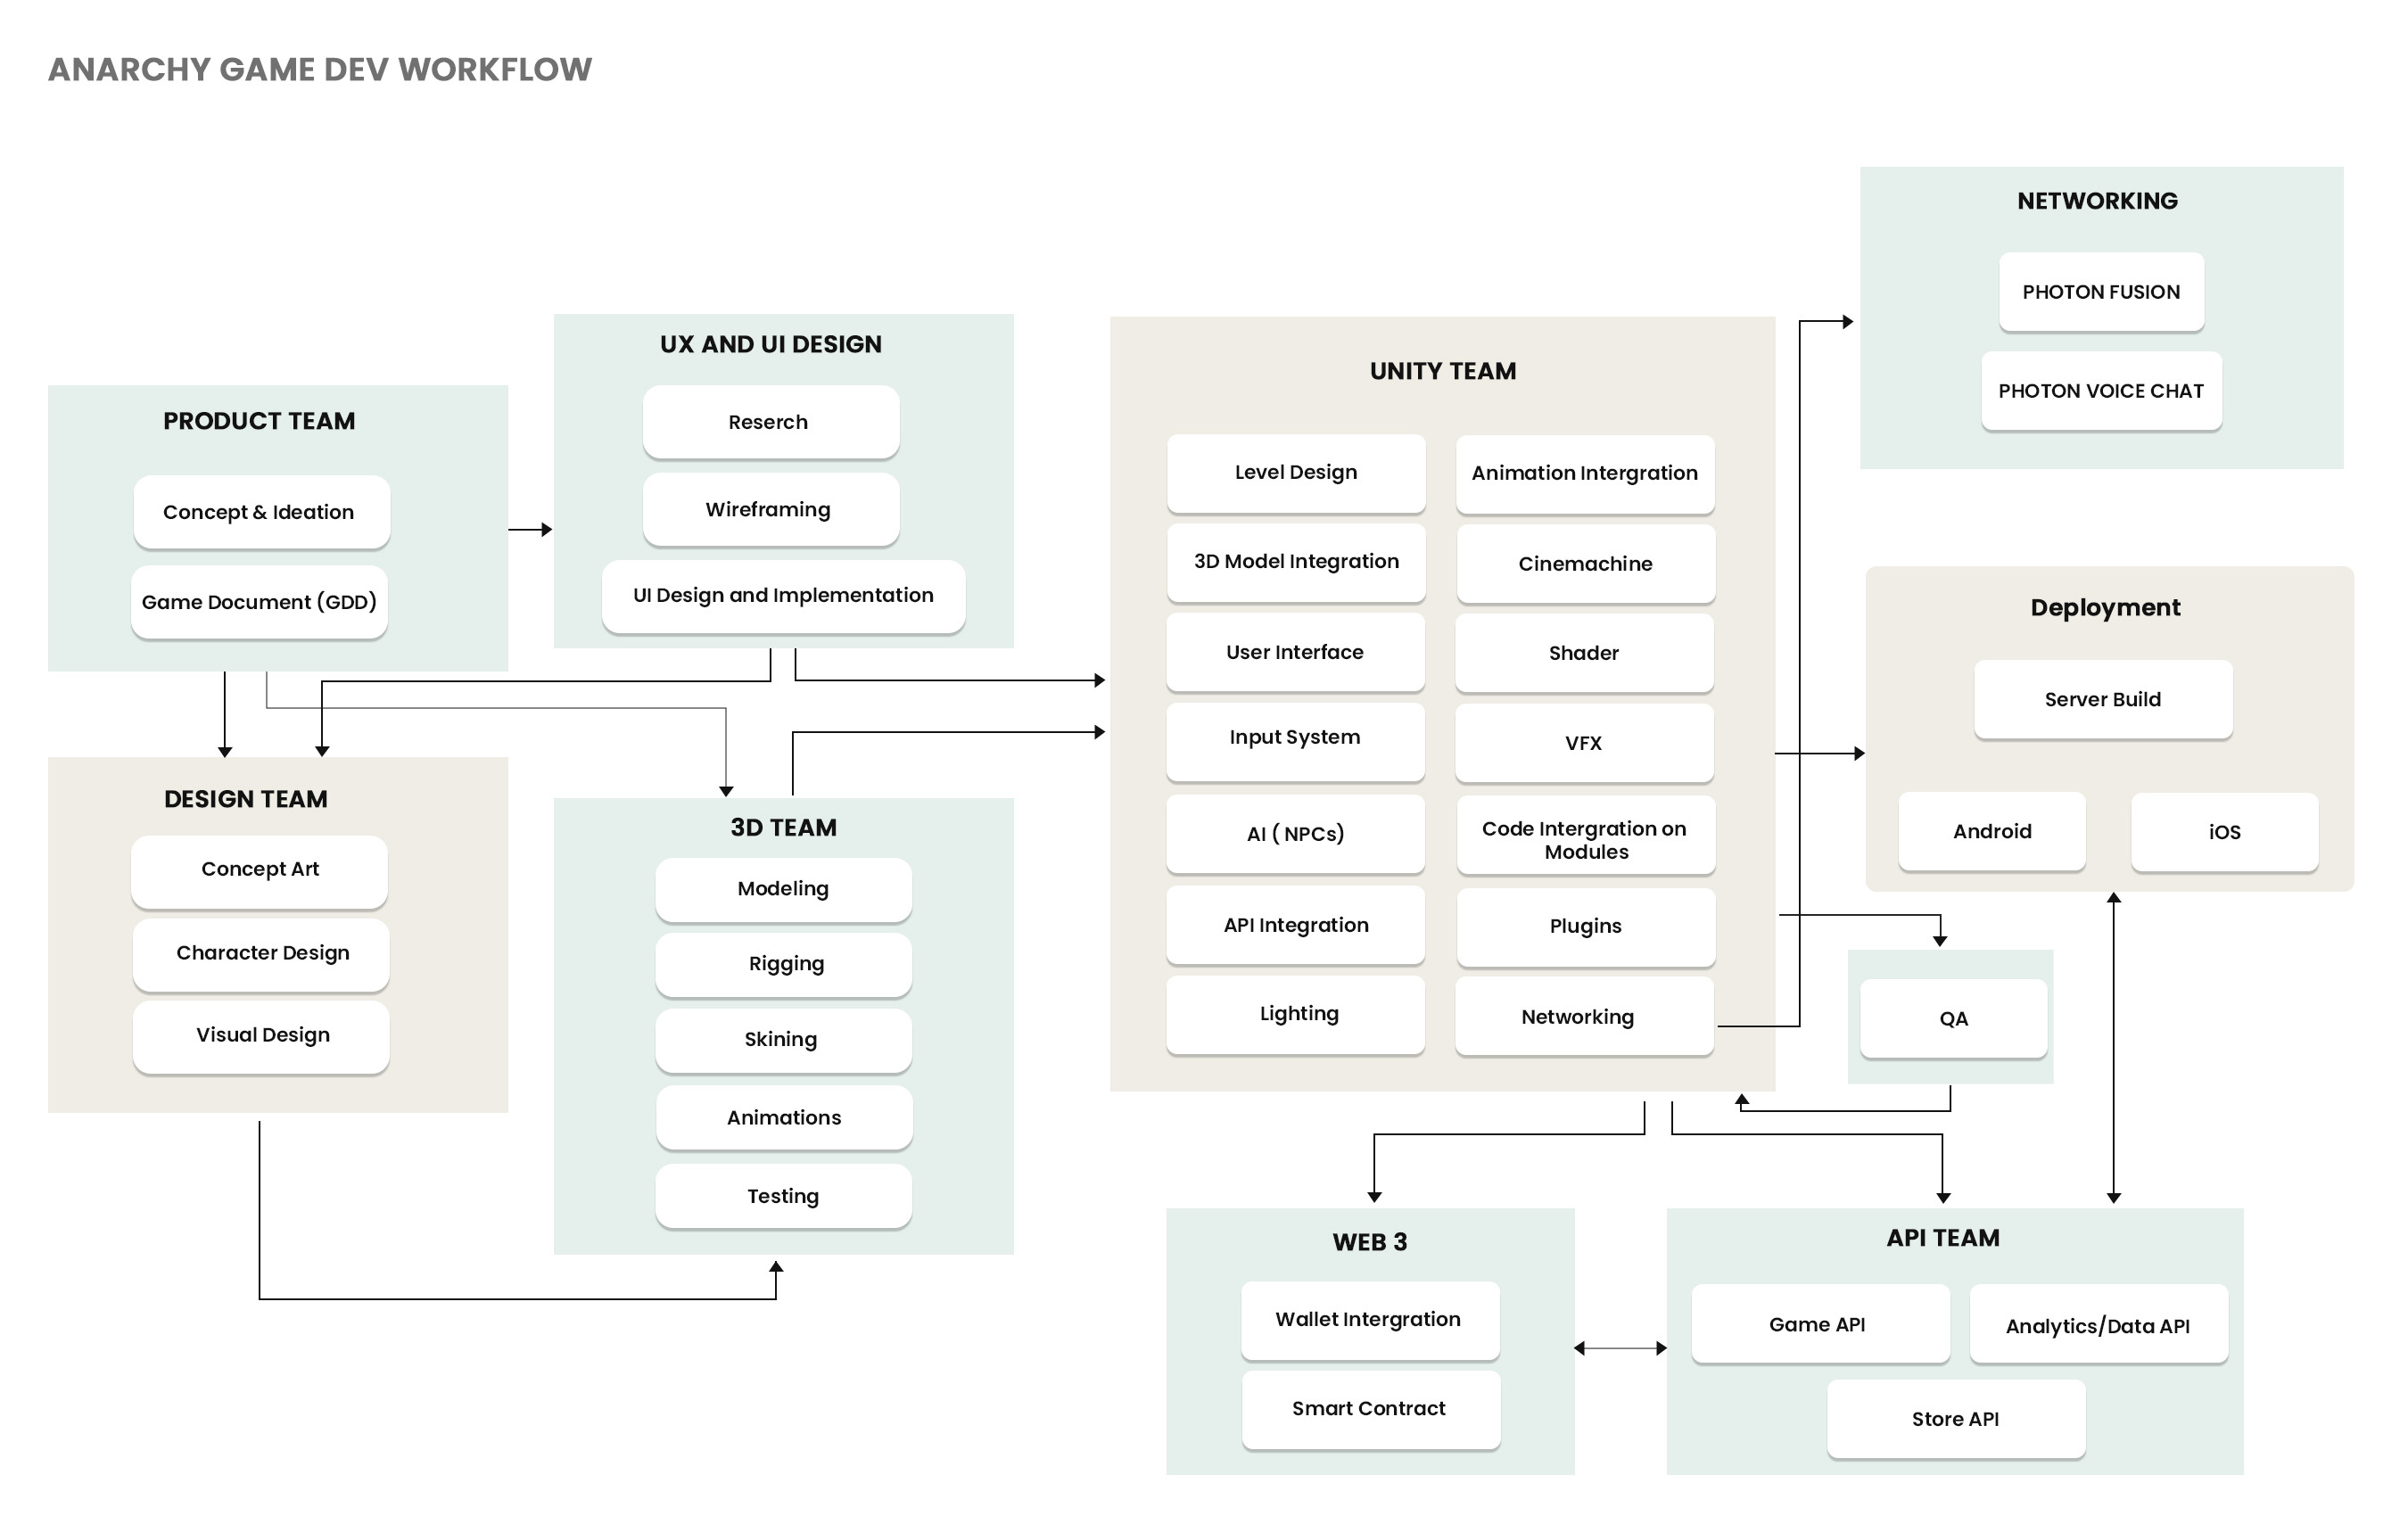 ANARCHY GAME DEV WORKFLOW
PRODUCT TEAM
Concept & Ideation
Game Document (GDD)
UX AND UI DESIGN
Reserch
Wireframing
UI Design and Implementation
DESIGN TEAM
Concept Art
Character Design
Visual Design
3D TEAM
Modeling
Rigging
Skining
Animations
Testing
UNITY TEAM
Level Design
Animation Intergration
3D Model Integration
Cinemachine
User Interface
Shader
Input System
VFX
AI ( NPCs)
Code Intergration on
Modules
API Integration
Plugins
Lighting
Networking
NETWORKING
PHOTON FUSION
PHOTON VOICE CHAT
Deployment
Server Build
Android
iOS
QA
WEB 3
Wallet Intergration
Smart Contract
API TEAM
Game API
Analytics/Data API
Store API